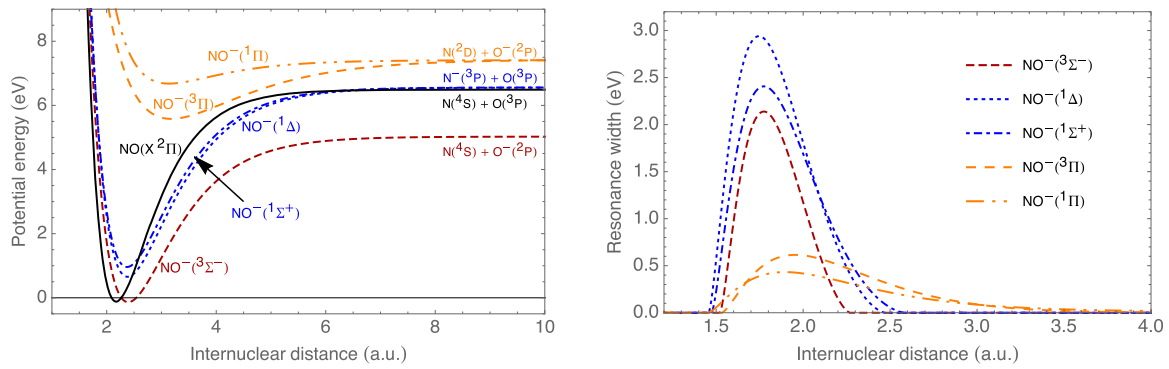 NO⁻(¹Π)
N(²D) + O⁻(²P)
N⁻(³P) + O(³P)
NO⁻(³Π)
N(⁴S) + O(³P)
NO⁻(¹Δ)
NO(X ²Π)
N(⁴S) + O⁻(²P)
NO⁻(¹Σ⁺)
NO⁻(³Σ⁻)
Potential energy (eV)
8
6
4
2
0
2
4
6
8
10
Internuclear distance (a.u.)
Resonance width (eV)
3.0
2.5
2.0
1.5
1.0
0.5
0.0
1.5
2.0
2.5
3.0
3.5
4.0
Internuclear distance (a.u.)
NO⁻(³Σ⁻)
NO⁻(¹Δ)
NO⁻(¹Σ⁺)
NO⁻(³Π)
NO⁻(¹Π)